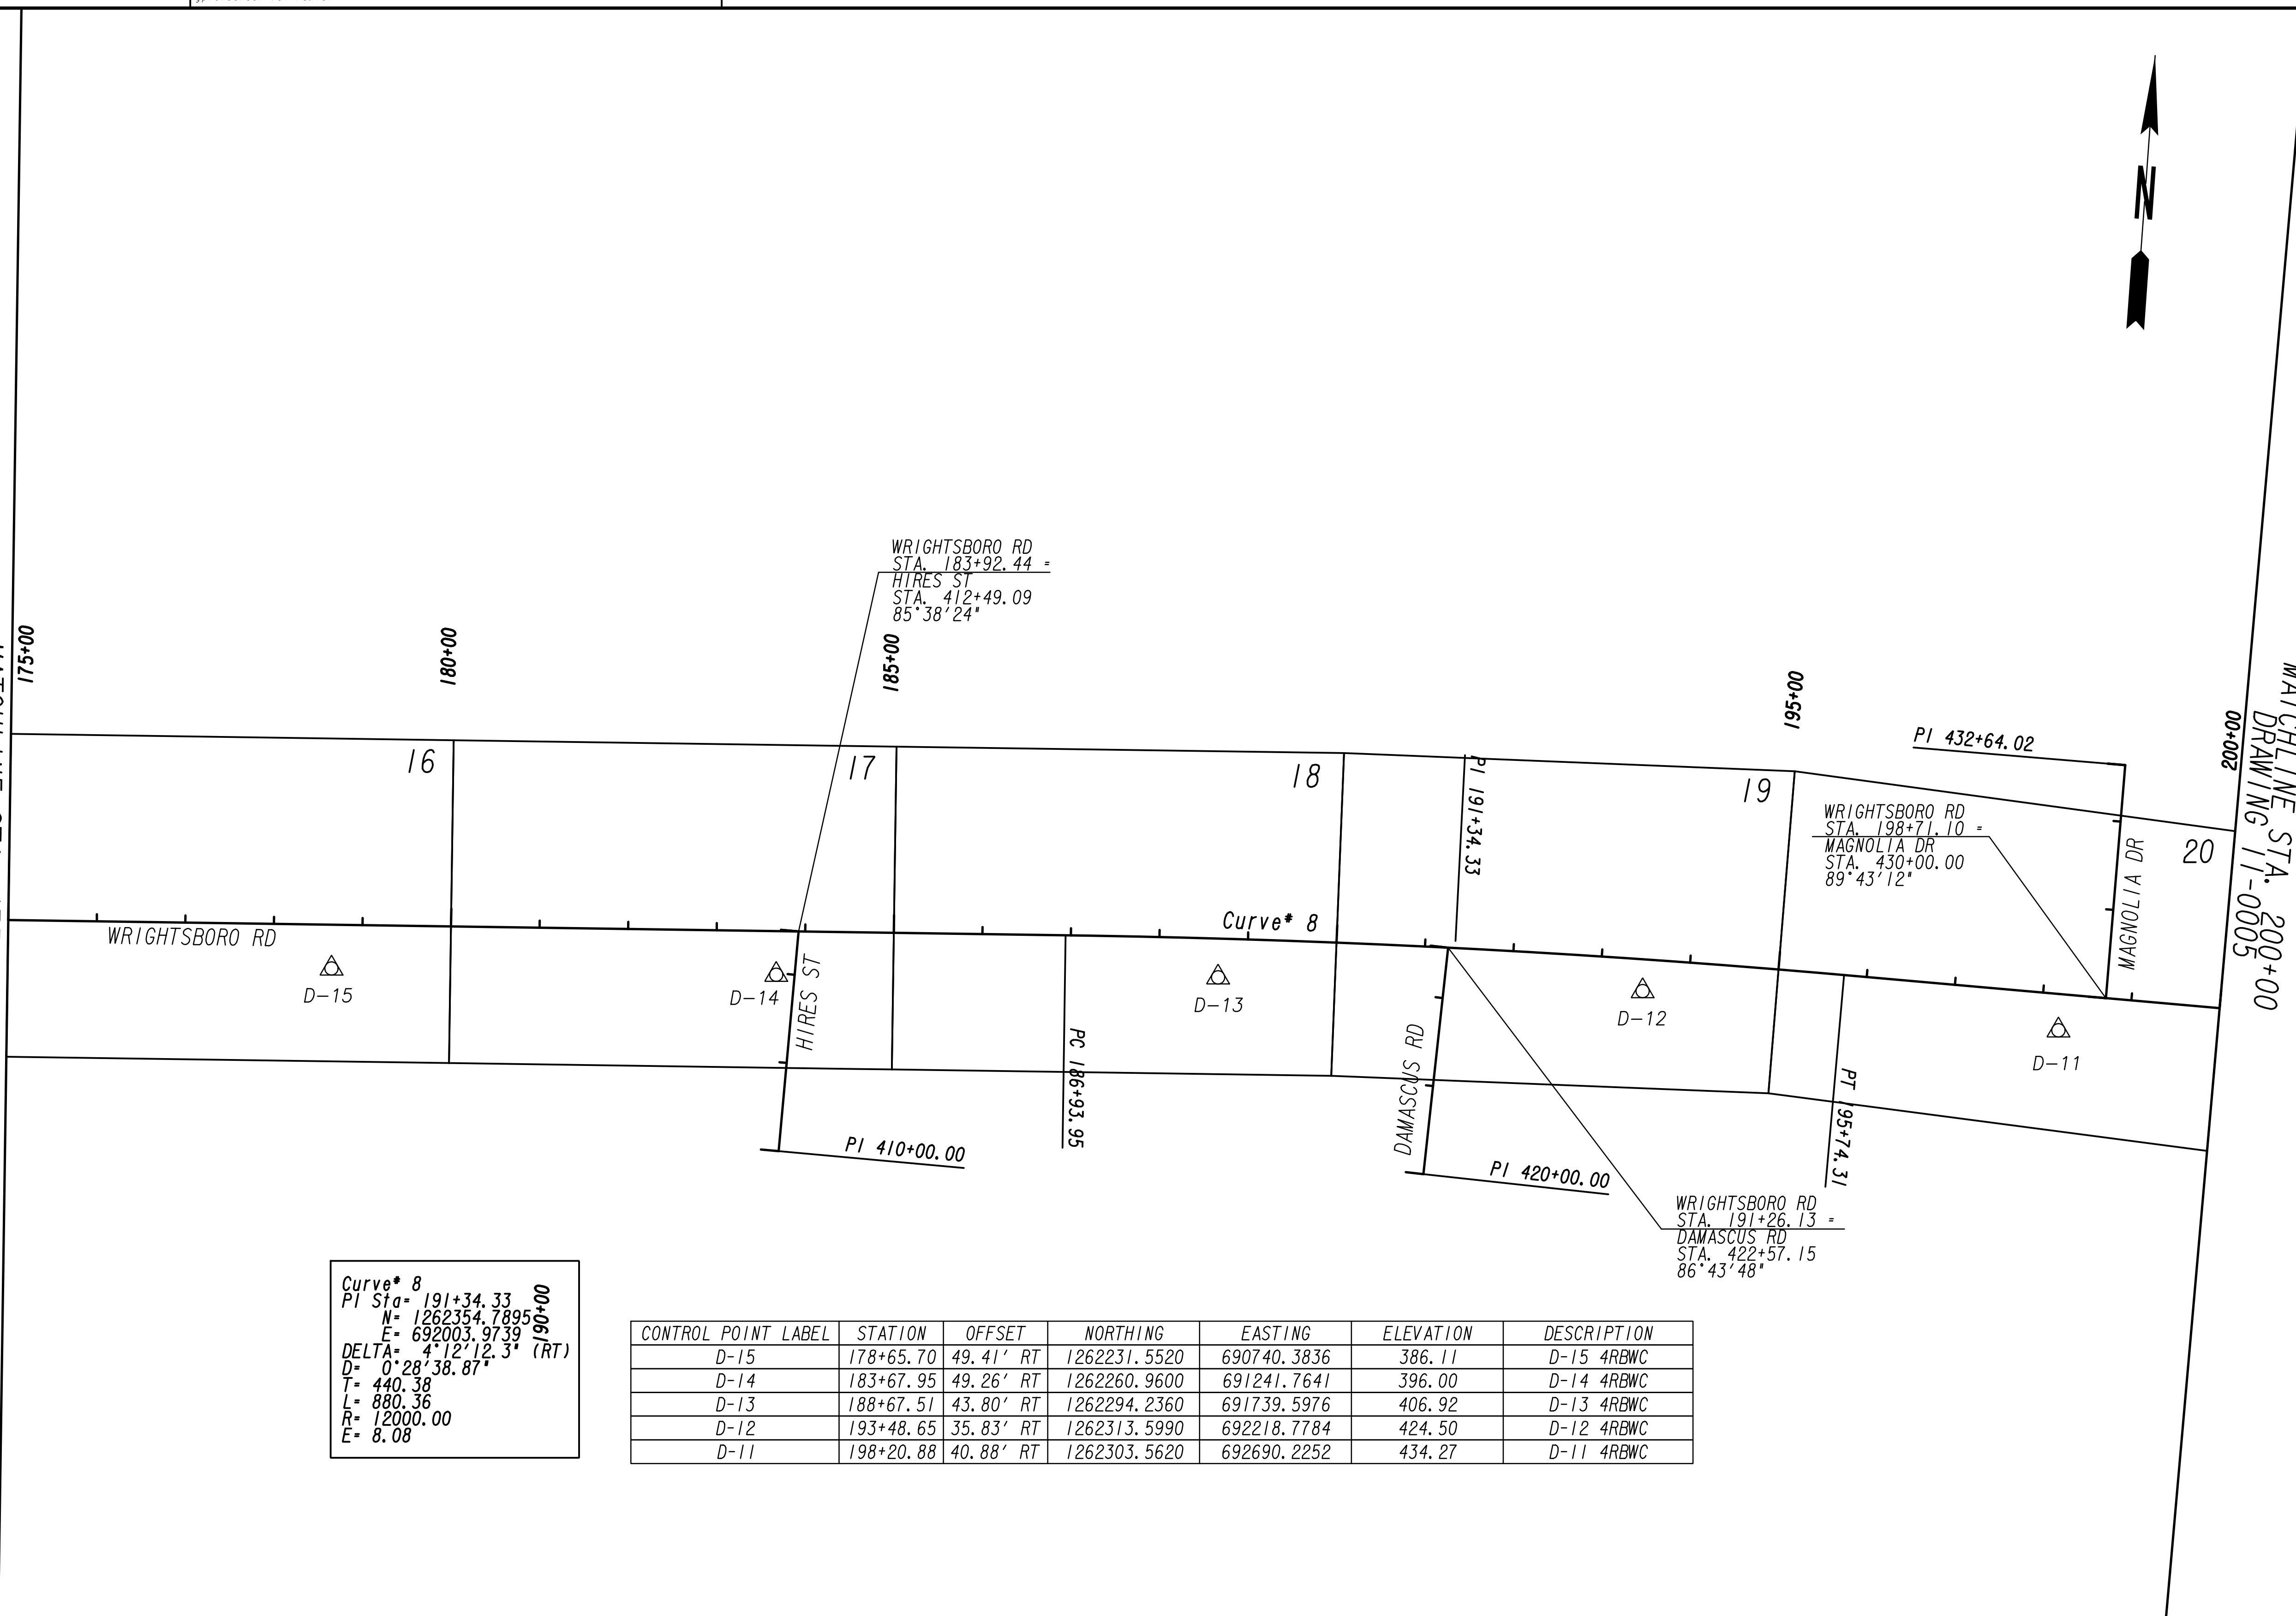 WRIGHTSBORO RD
STA. 183+92.44 =
HIRES ST
STA. 412+49.09
85°38'24"
175+00
180+00
185+00
195+00
200+00
MATCHLINE STA. 200+00
DRAWING 11-0005
PI 432+64.02
16
17
18
19
20
PI 191+34.33
WRIGHTSBORO RD
STA. 198+71.10 =
MAGNOLIA DR
STA. 430+00.00
89°43'12"
MAGNOLIA DR
Curve# 8
WRIGHTSBORO RD
D-15
D-14
HIRES ST
D-13
D-12
D-11
PC 186+93.95
DAMASCUS RD
PT 195+74.31
PI 410+00.00
PI 420+00.00
WRIGHTSBORO RD
STA. 191+26.13 =
DAMASCUS RD
STA. 422+57.15
86°43'48"
Curve# 8
PI Sta= 191+34.33
N= 1262354.7895
E= 692003.9739
DELTA= 4°12'12.3" (RT)
D= 0°28'38.87"
T= 440.38
L= 880.36
R= 12000.00
E= 8.08
190+00
CONTROL POINT LABEL STATION OFFSET NORTHING EASTING ELEVATION DESCRIPTION
D-15 178+65.70 49.41' RT 1262231.5520 690740.3836 386.11 D-15 4RBWC
D-14 183+67.95 49.26' RT 1262260.9600 691241.7641 396.00 D-14 4RBWC
D-13 188+67.51 43.80' RT 1262294.2360 691739.5976 406.92 D-13 4RBWC
D-12 193+48.65 35.83' RT 1262313.5990 692218.7784 424.50 D-12 4RBWC
D-11 198+20.88 40.88' RT 1262303.5620 692690.2252 434.27 D-11 4RBWC
N